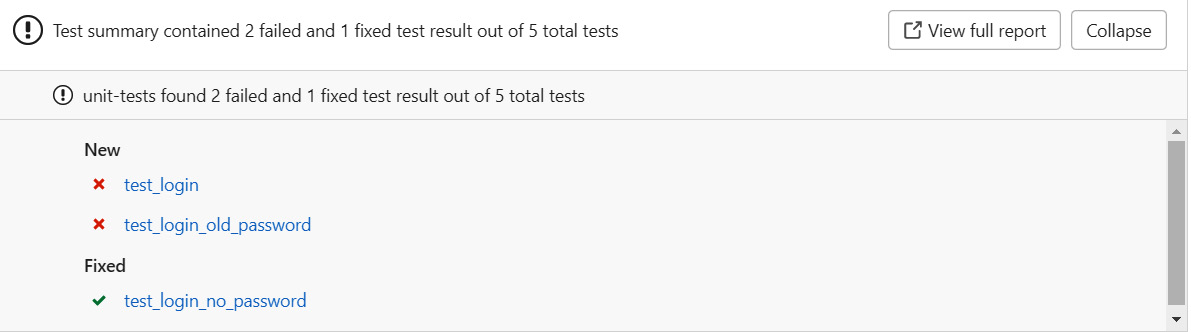 Test summary contained 2 failed and 1 fixed test result out of 5 total tests
View full report
Collapse
unit-tests found 2 failed and 1 fixed test result out of 5 total tests
New
test_login
test_login_old_password
Fixed
test_login_no_password